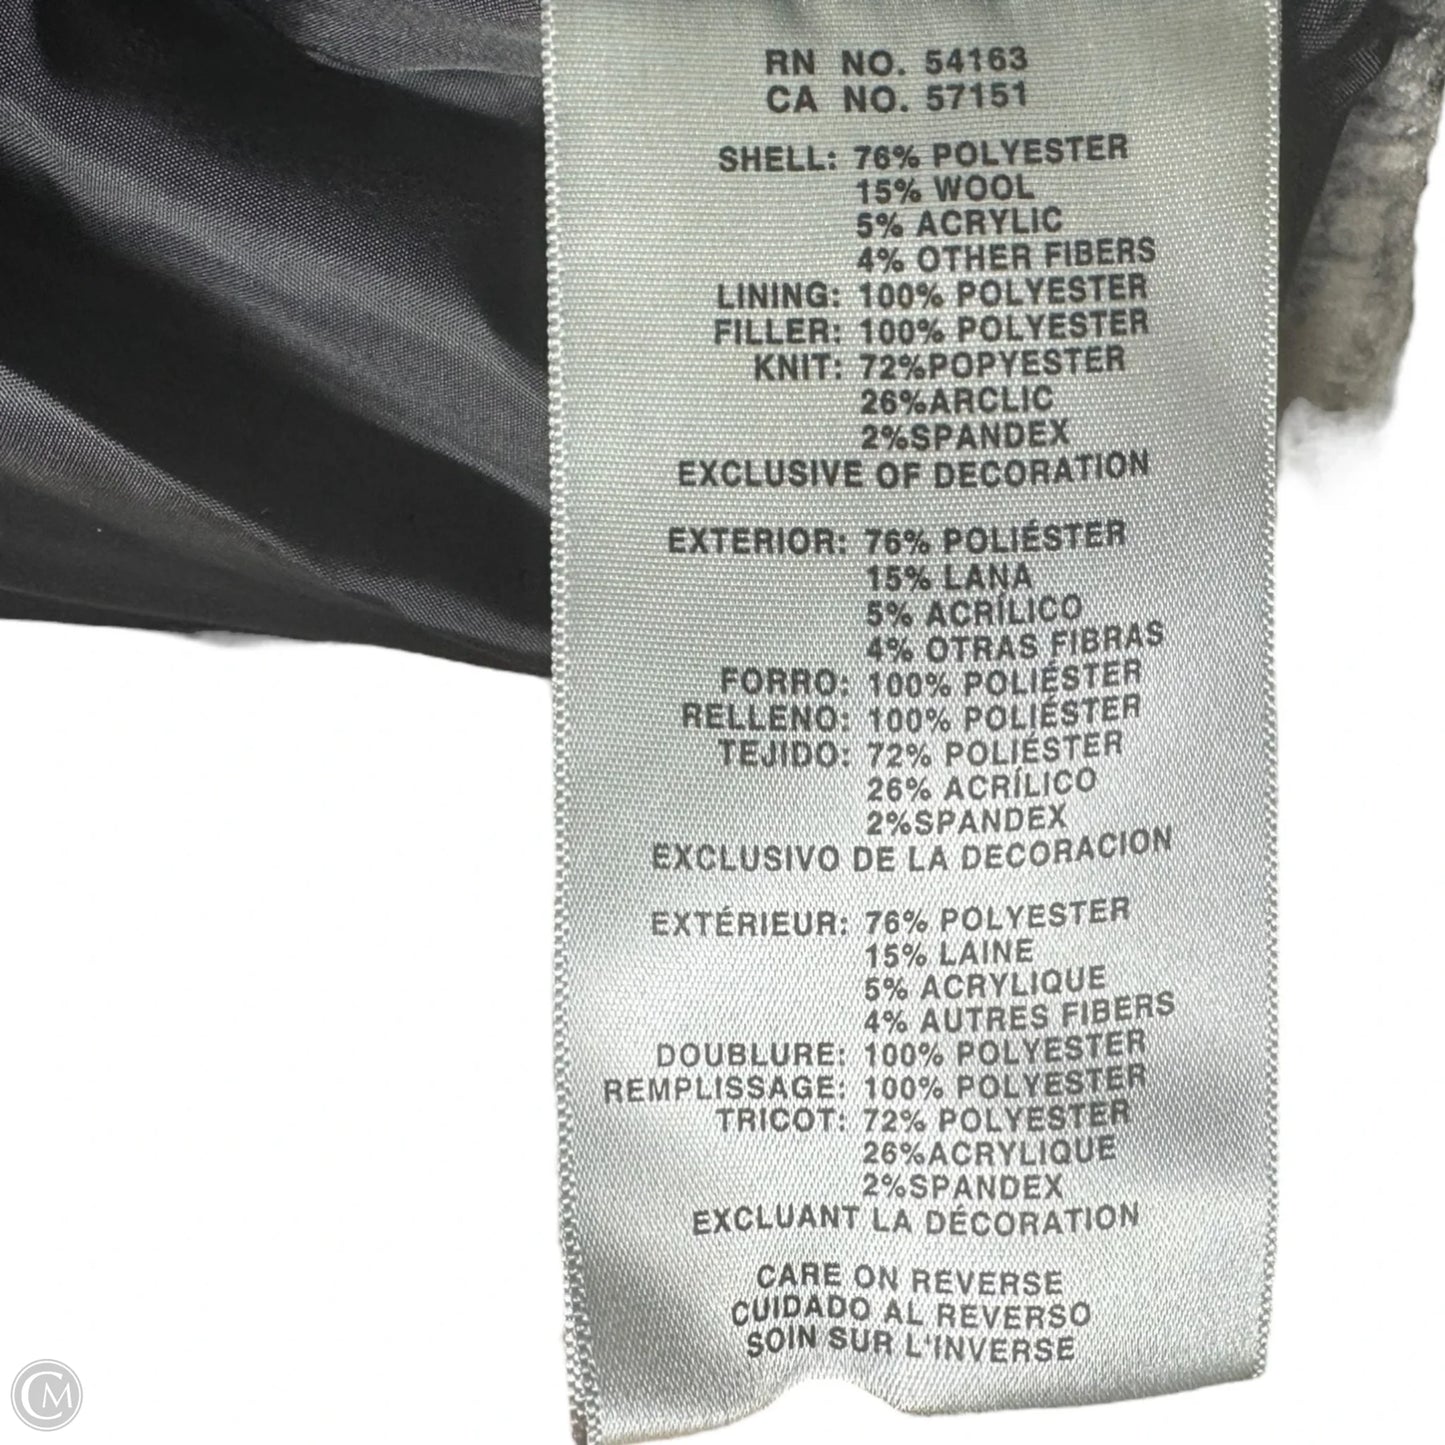 RN NO. 54163
CA NO. 57151
SHELL: 76% POLYESTER
15% WOOL
5% ACRYLIC
4% OTHER FIBERS
LINING: 100% POLYESTER
FILLER: 100% POLYESTER
KNIT: 72%POPYESTER
26%ARCLIC
2%SPANDEX
EXCLUSIVE OF DECORATION
EXTERIOR: 76% POLIÉSTER
15% LANA
5% ACRÍLICO
4% OTRAS FIBRAS
FORRO: 100% POLIÉSTER
RELLENO: 100% POLIÉSTER
TEJIDO: 72% POLIÉSTER
26% ACRÍLICO
2%SPANDEX
EXCLUSIVO DE LA DECORACION
EXTÉRIEUR: 76% POLYESTER
15% LAINE
5% ACRYLIQUE
4% AUTRES FIBERS
DOUBLURE: 100% POLYESTER
REMPLISSAGE: 100% POLYESTER
TRICOT: 72% POLYESTER
26%ACRYLIQUE
2%SPANDEX
EXCLUANT LA DÉCORATION
CARE ON REVERSE
CUIDADO AL REVERSO
SOIN SUR L'INVERSE
CM